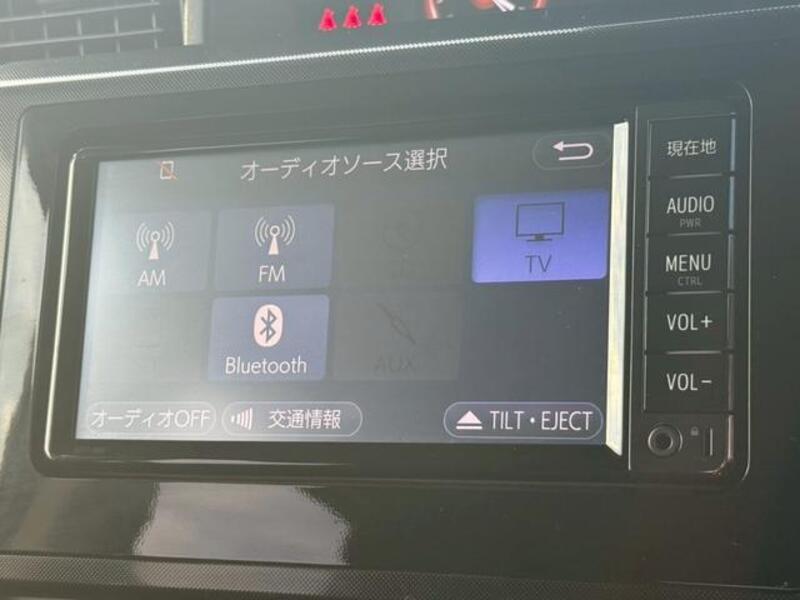 オーディオソース選択
AM
FM
TV
Bluetooth
AUX
オーディオOFF
交通情報
TILT・EJECT
現在地
AUDIO
PWR
MENU
CTRL
VOL+
VOL-